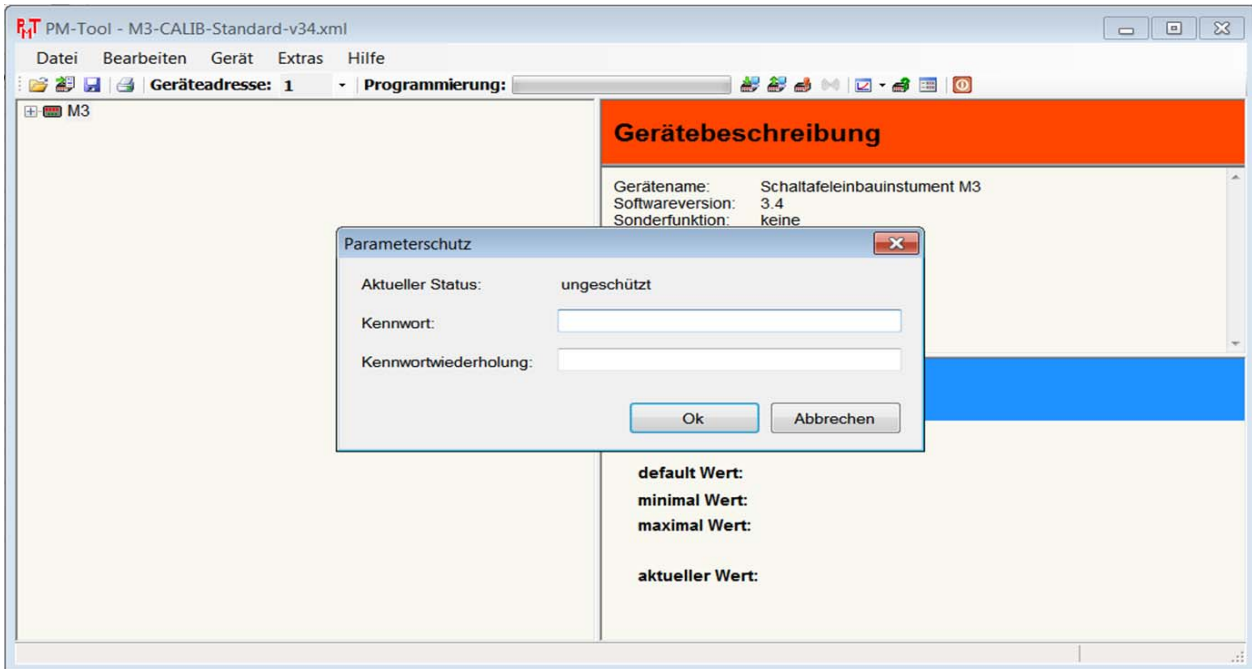 PMT PM-Tool - M3-CALIB-Standard-v34.xml
Datei Bearbeiten Gerät Extras Hilfe
Geräteadresse: 1 Programmierung:
M3
Gerätebeschreibung
Gerätename: Schaltafeleinbauinstument M3
Softwareversion: 3.4
Sonderfunktion: keine
Parameterschutz
Aktueller Status: ungeschützt
Kennwort:
Kennwortwiederholung:
Ok Abbrechen
default Wert:
minimal Wert:
maximal Wert:
aktueller Wert: